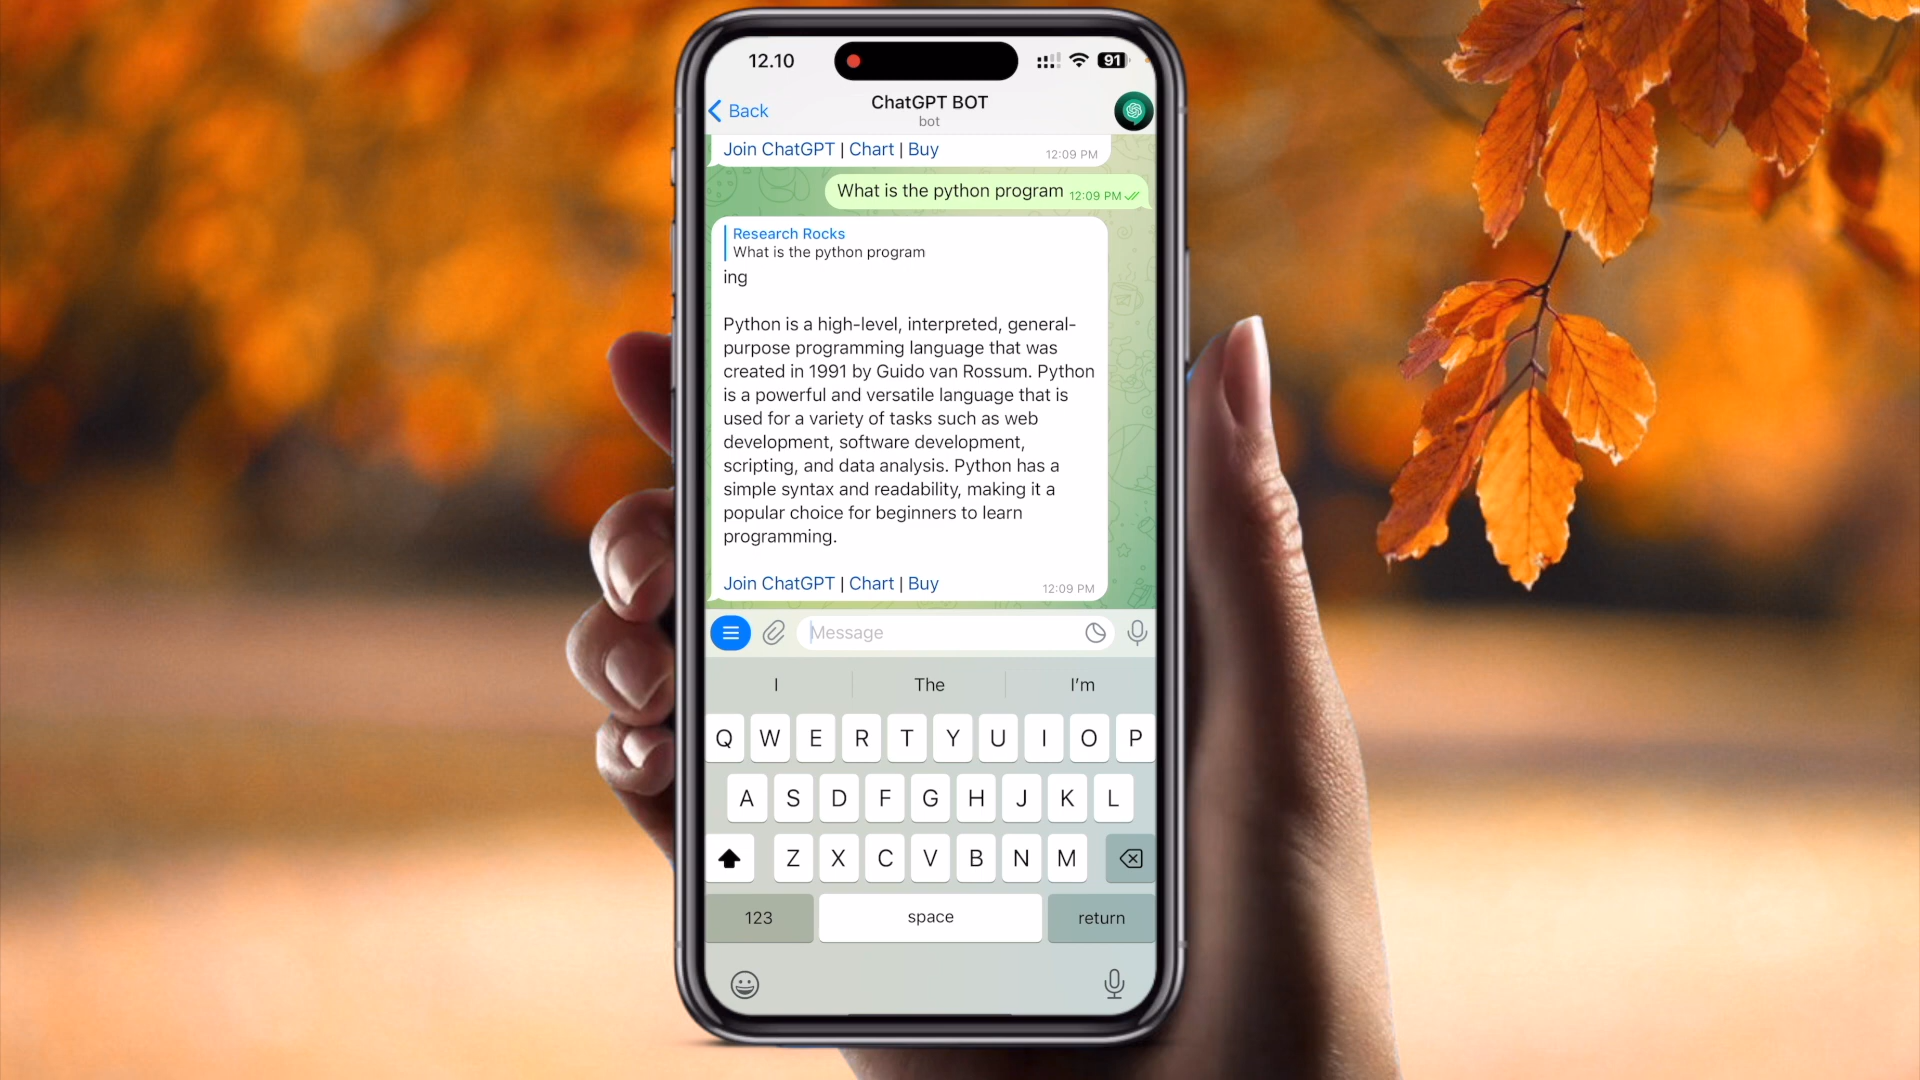 12.10
91
Back
ChatGPT BOT
bot
Join ChatGPT | Chart | Buy 12:09 PM
What is the python program 12:09 PM
Research Rocks
What is the python program
ing
Python is a high-level, interpreted, general-
purpose programming language that was
created in 1991 by Guido van Rossum. Python
is a powerful and versatile language that is
used for a variety of tasks such as web
development, software development,
scripting, and data analysis. Python has a
simple syntax and readability, making it a
popular choice for beginners to learn
programming.
Join ChatGPT | Chart | Buy 12:09 PM
Message
I The I'm
Q W E R T Y U I O P
A S D F G H J K L
Z X C V B N M
123 space return